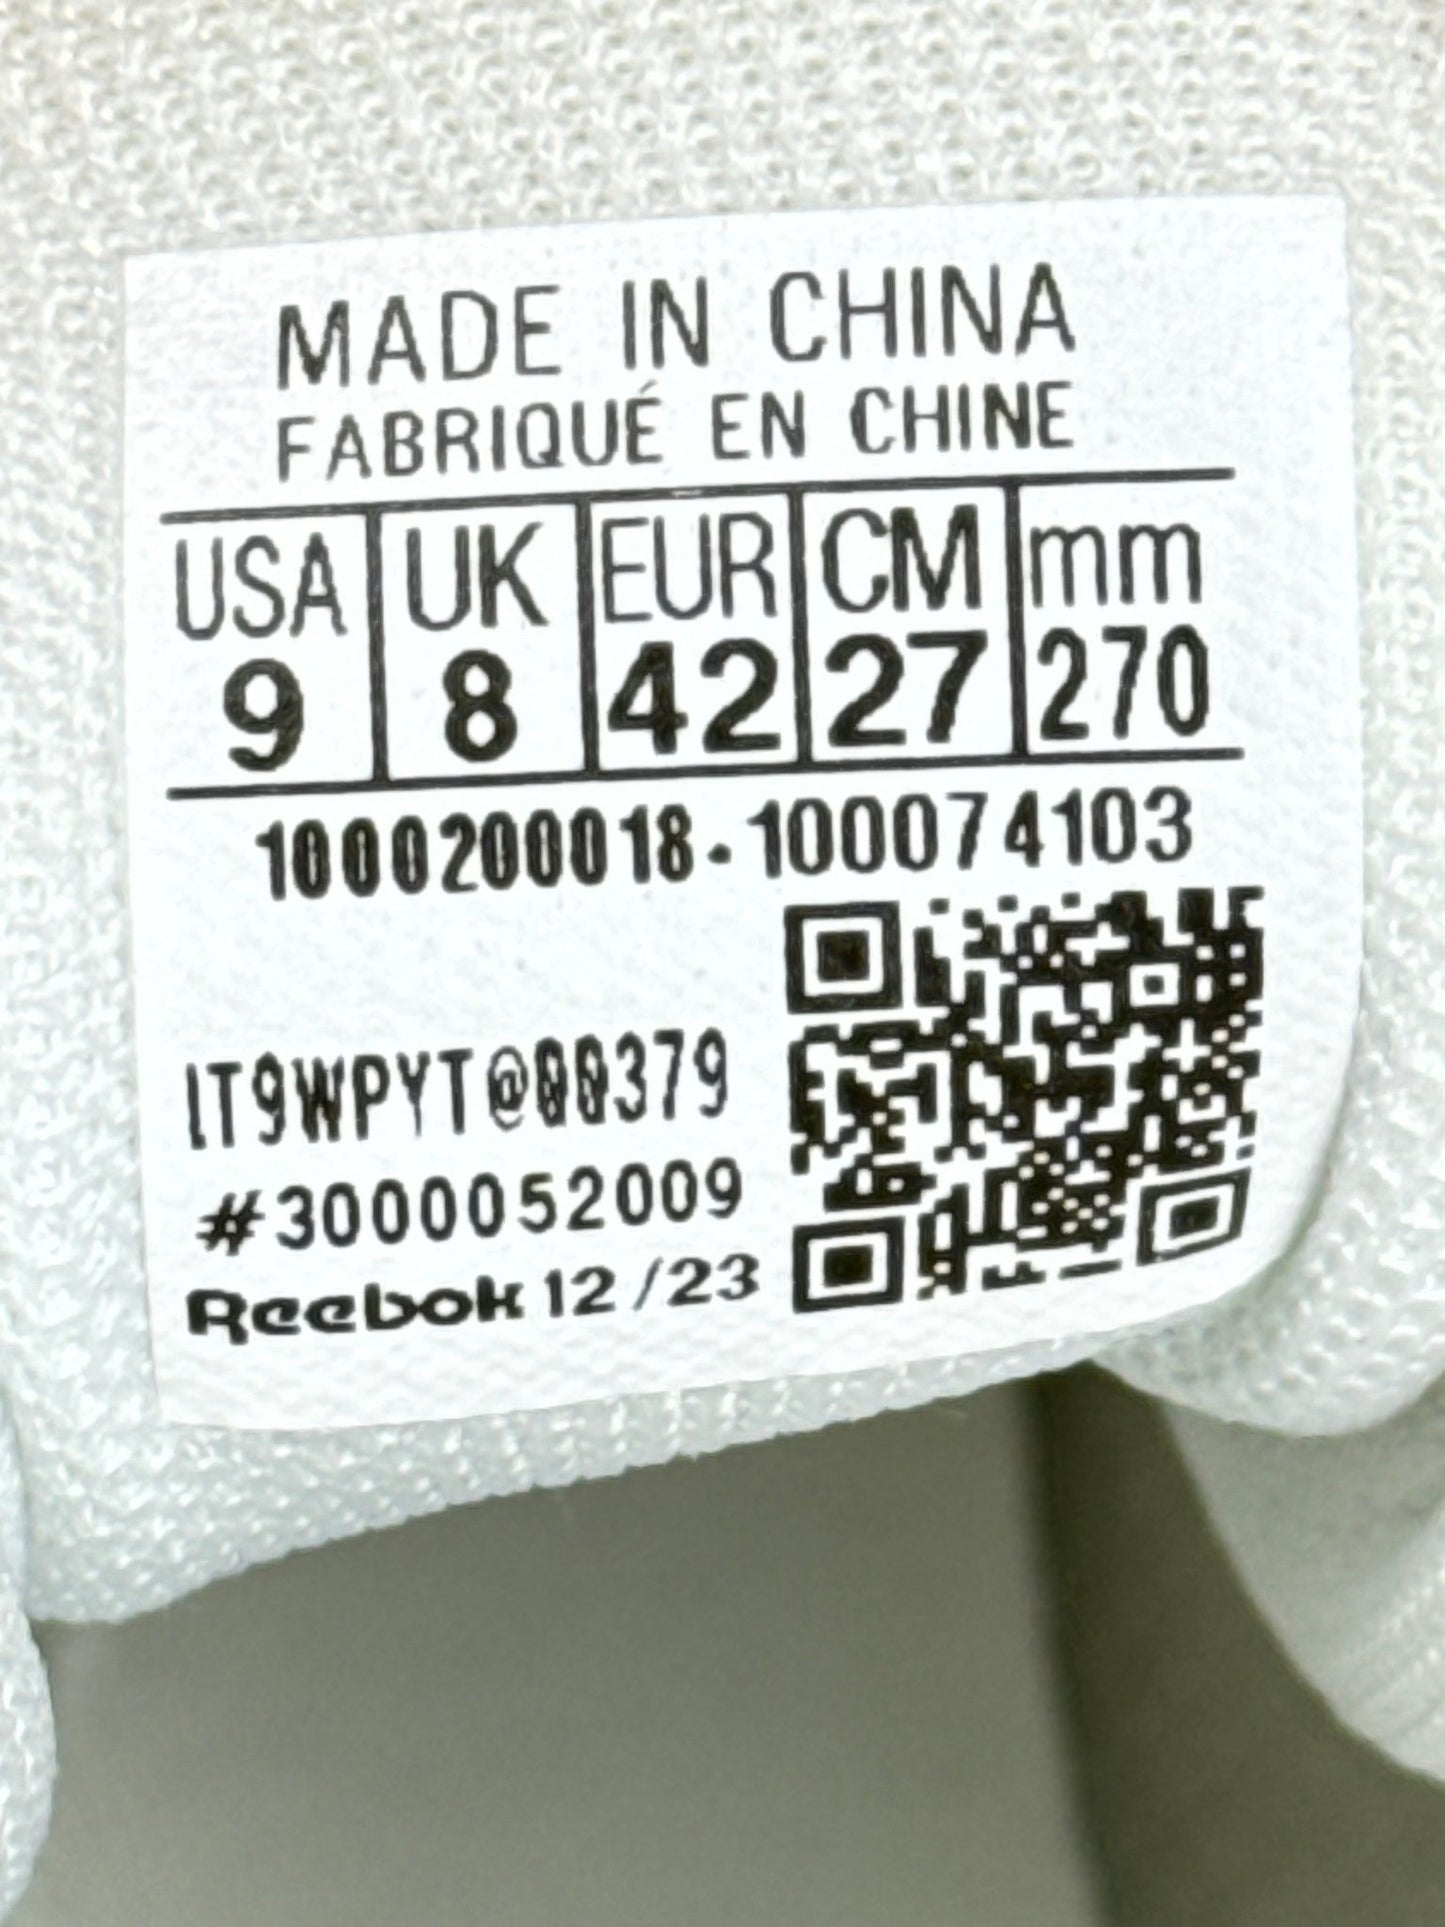 MADE IN CHINA
FABRIQUÉ EN CHINE
USA UK EUR CM mm
9 8 42 27 270
1000200018-100074103
IT9WPYT@00379
#3000052009
Reebok 12/23